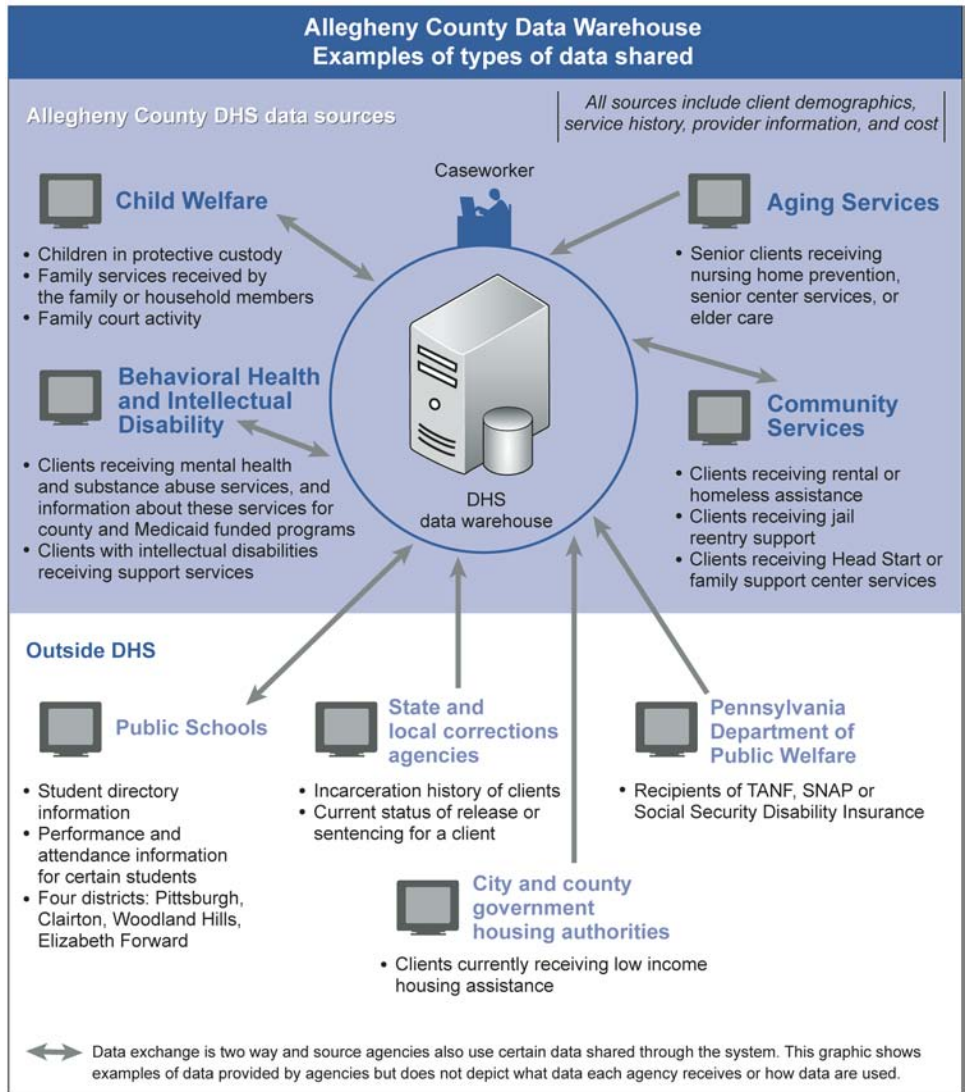 Allegheny County Data Warehouse
Examples of types of data shared
Allegheny County DHS data sources
All sources include client demographics,
service history, provider information, and cost
Caseworker
Child Welfare
• Children in protective custody
• Family services received by
the family or household members
• Family court activity
Aging Services
• Senior clients receiving
nursing home prevention,
senior center services, or
elder care
Behavioral Health
and Intellectual
Disability
• Clients receiving mental health
and substance abuse services, and
information about these services for
county and Medicaid funded programs
• Clients with intellectual disabilities
receiving support services
DHS
data warehouse
Community
Services
• Clients receiving rental or
homeless assistance
• Clients receiving jail
reentry support
• Clients receiving Head Start or
family support center services
Outside DHS
Public Schools
• Student directory
information
• Performance and
attendance information
for certain students
• Four districts: Pittsburgh,
Clairton, Woodland Hills,
Elizabeth Forward
State and
local corrections
agencies
• Incarceration history of clients
• Current status of release or
sentencing for a client
Pennsylvania
Department of
Public Welfare
• Recipients of TANF, SNAP or
Social Security Disability Insurance
City and county
government
housing authorities
• Clients currently receiving low income
housing assistance
Data exchange is two way and source agencies also use certain data shared through the system. This graphic shows
examples of data provided by agencies but does not depict what data each agency receives or how data are used.